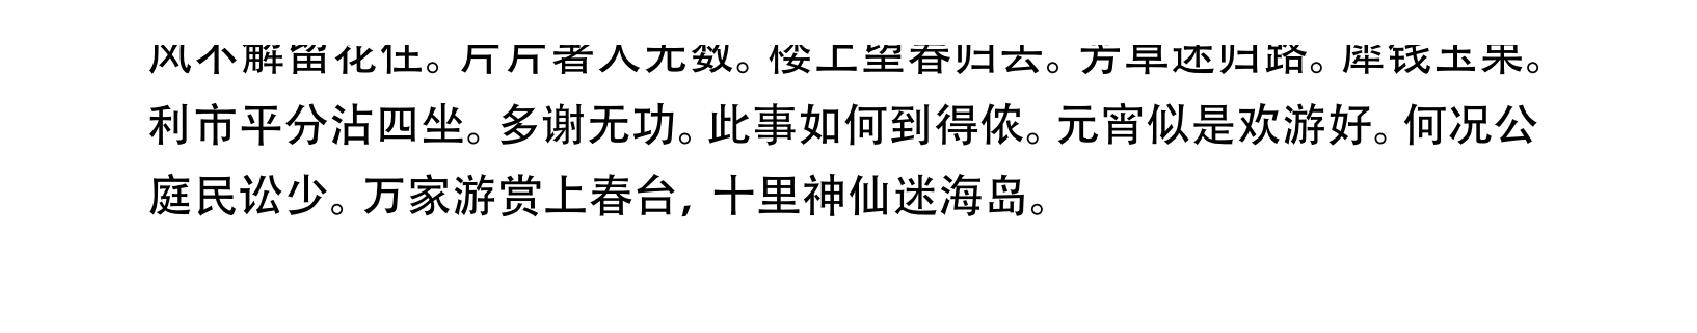 风不解留花住。片片著人无数。楼上望春归去。芳草迷归路。犀钱玉果。
利市平分沾四坐。多谢无功。此事如何到得侬。元宵似是欢游好。何况公
庭民讼少。万家游赏上春台，十里神仙迷海岛。